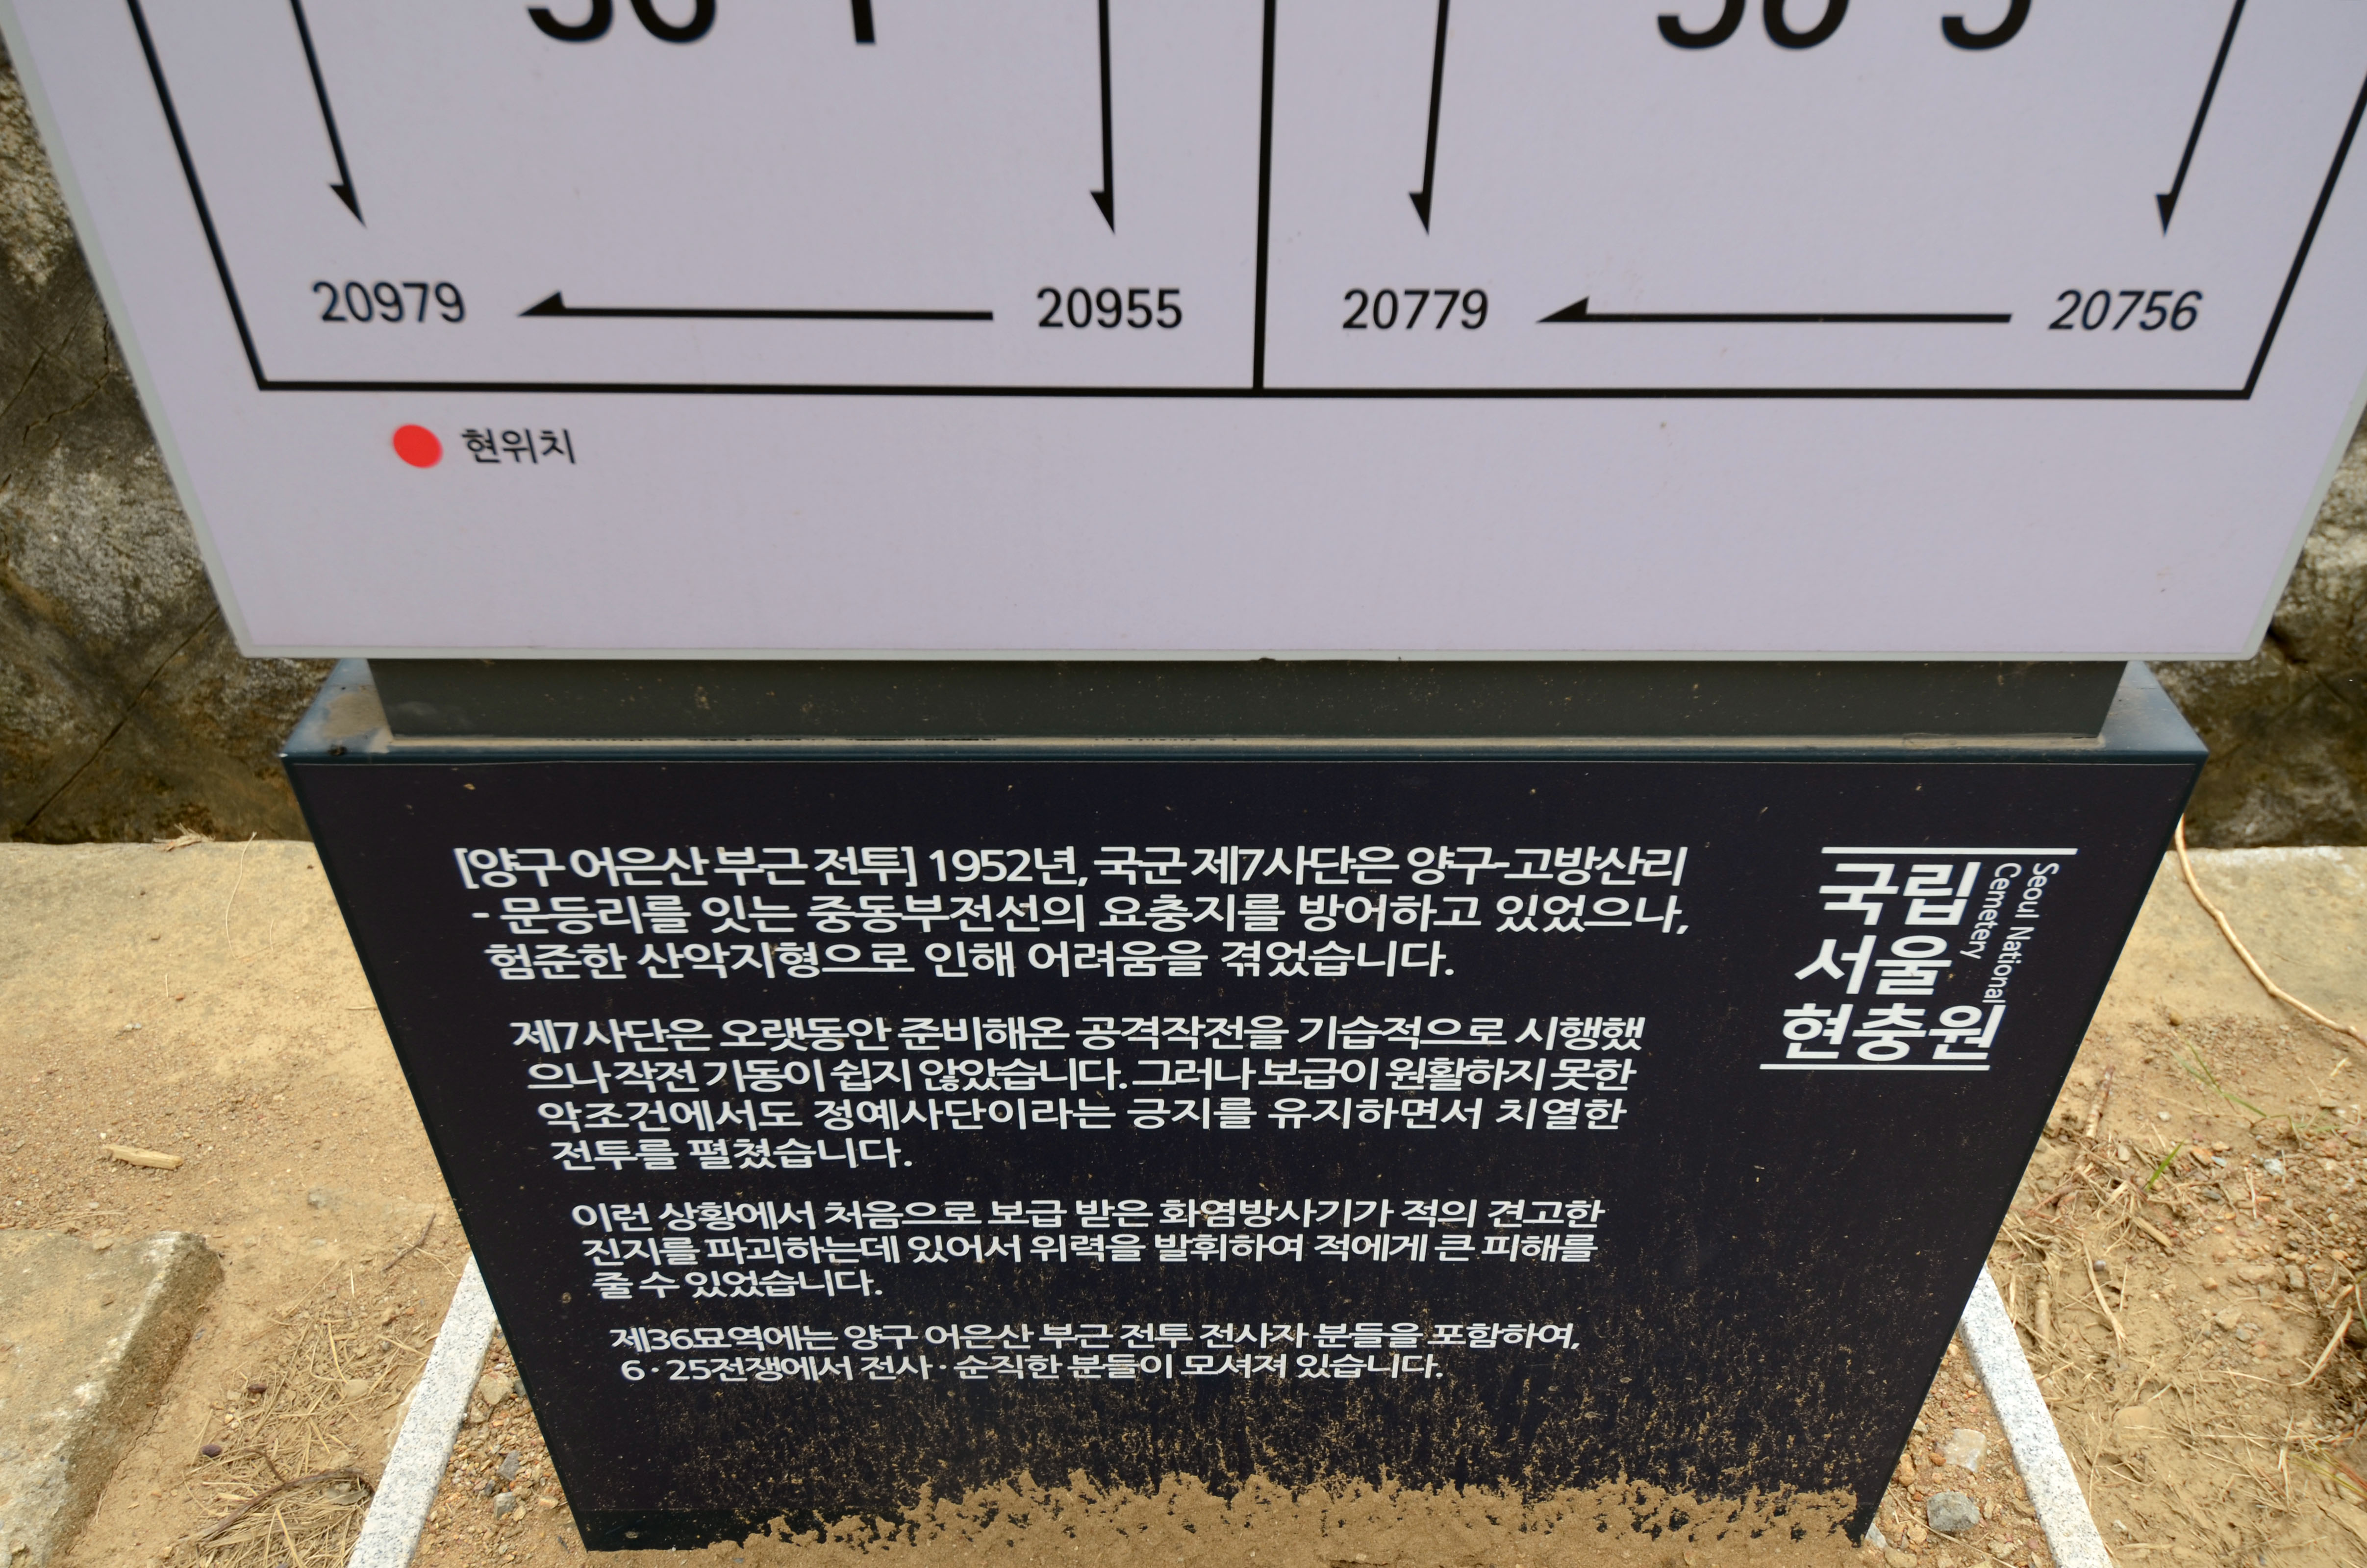 20979
20955
20779
20756
현위치
[양구 어은산 부근 전투] 1952년, 국군 제7사단은 양구-고방산리
- 문등리를 잇는 중동부전선의 요충지를 방어하고 있었으나,
험준한 산악지형으로 인해 어려움을 겪었습니다.
제7사단은 오랫동안 준비해온 공격작전을 기습적으로 시행했
으나 작전 기동이 쉽지 않았습니다. 그러나 보급이 원활하지 못한
악조건에서도 정예사단이라는 긍지를 유지하면서 치열한
전투를 펼쳤습니다.
이런 상황에서 처음으로 보급 받은 화염방사기가 적의 견고한
진지를 파괴하는데 있어서 위력을 발휘하여 적에게 큰 피해를
줄 수 있었습니다.
제36묘역에는 양구 어은산 부근 전투 전사자 분들을 포함하여,
6·25전쟁에서 전사·순직한 분들이 모셔져 있습니다.
국립
서울
현충원
Seoul National
Cemetery